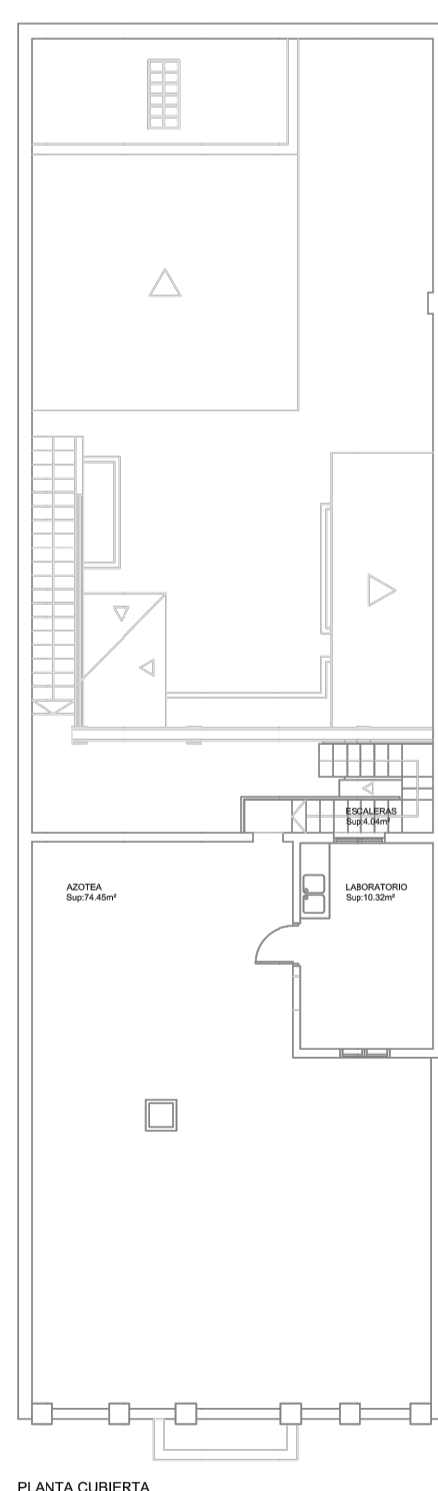 ESCALERAS
Sup:4.04m²
AZOTEA
Sup:74.45m²
LABORATORIO
Sup:10.32m²
PLANTA CUBIERTA